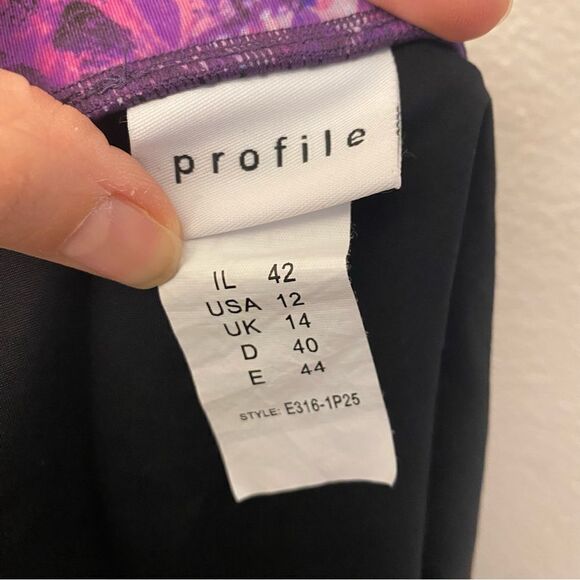 profile
IL 42
USA 12
UK 14
D 40
E 44
STYLE: E316-1P25